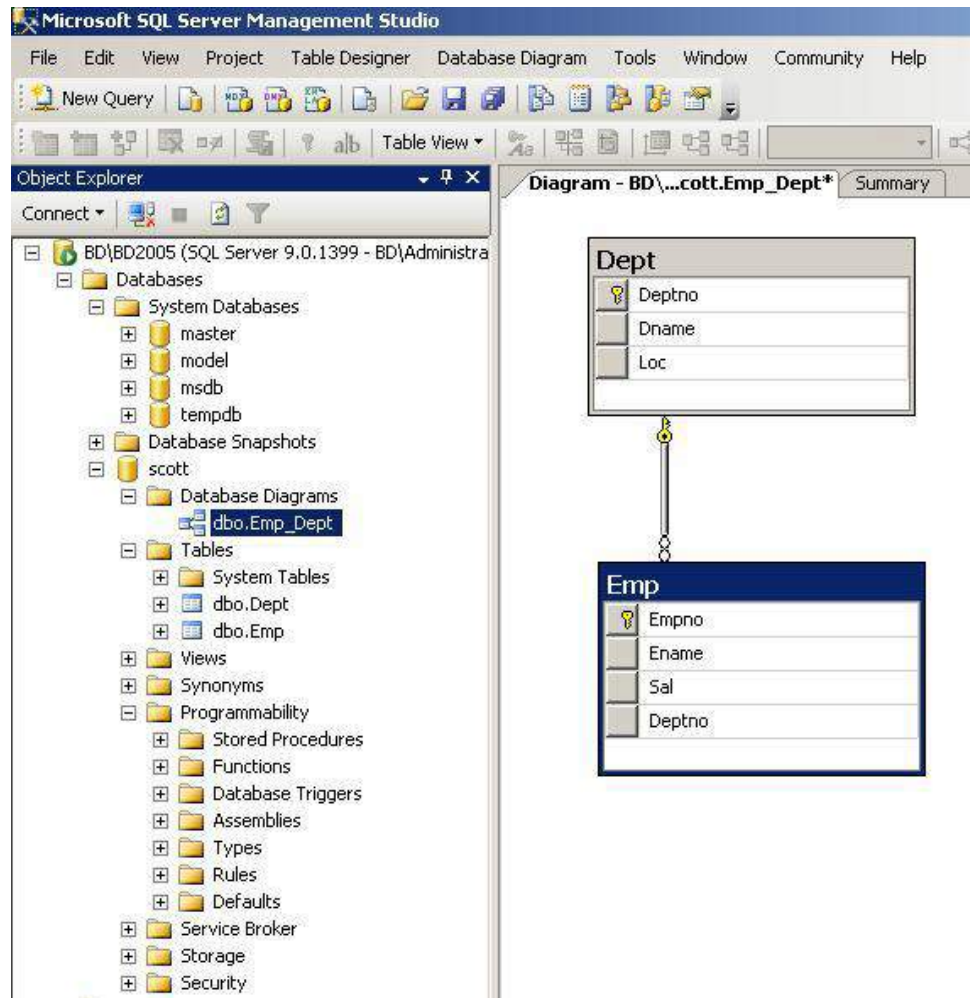 Microsoft SQL Server Management Studio
File Edit View Project Table Designer Database Diagram Tools Window Community Help
New Query
Table View
Object Explorer
Connect
BD\BD2005 (SQL Server 9.0.1399 - BD\Administra
Databases
System Databases
master
model
msdb
tempdb
Database Snapshots
scott
Database Diagrams
dbo.Emp_Dept
Tables
System Tables
dbo.Dept
dbo.Emp
Views
Synonyms
Programmability
Stored Procedures
Functions
Database Triggers
Assemblies
Types
Rules
Defaults
Service Broker
Storage
Security
Diagram - BD\...cott.Emp_Dept* Summary
Dept
Deptno
Dname
Loc
Emp
Empno
Ename
Sal
Deptno